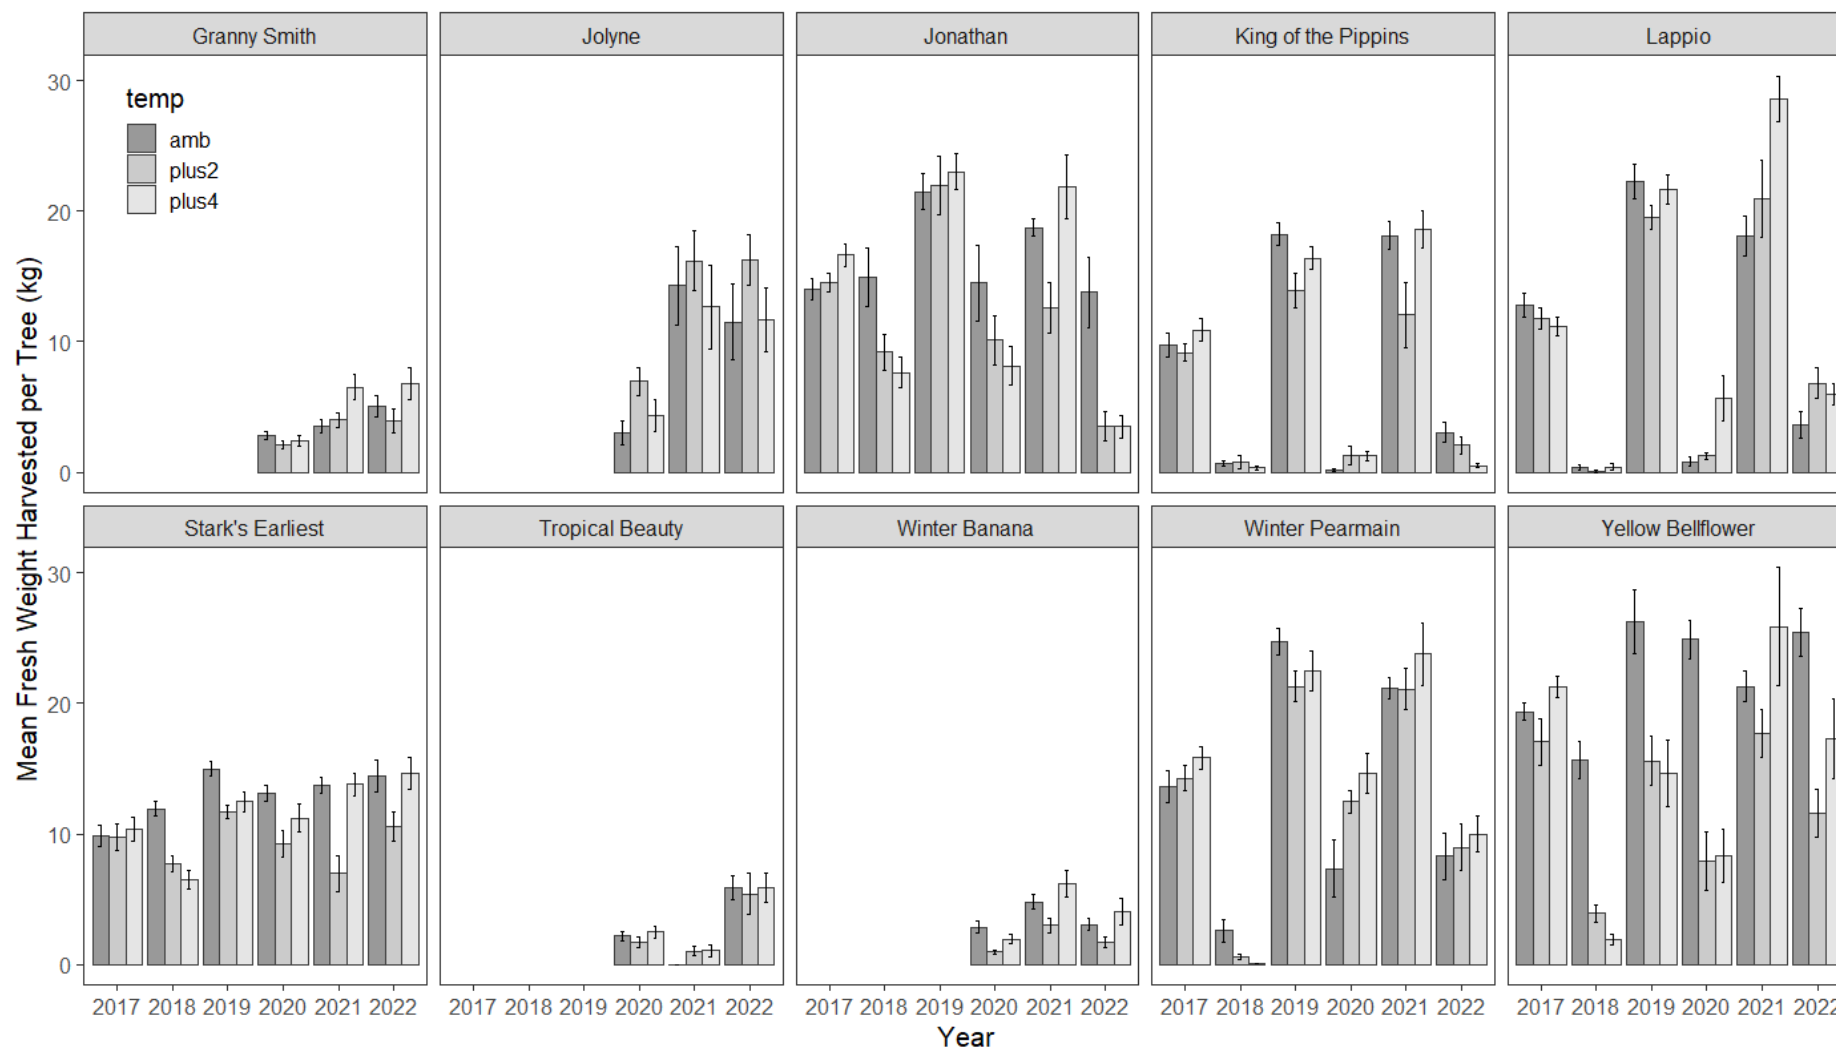 Granny Smith
Jolyne
Jonathan
King of the Pippins
Lappio
temp
amb
plus2
plus4
30
20
10
0
Mean Fresh Weight Harvested per Tree (kg)
Stark's Earliest
Tropical Beauty
Winter Banana
Winter Pearmain
Yellow Bellflower
30
20
10
0
2017 2018 2019 2020 2021 2022
2017 2018 2019 2020 2021 2022
2017 2018 2019 2020 2021 2022
2017 2018 2019 2020 2021 2022
2017 2018 2019 2020 2021 2022
Year